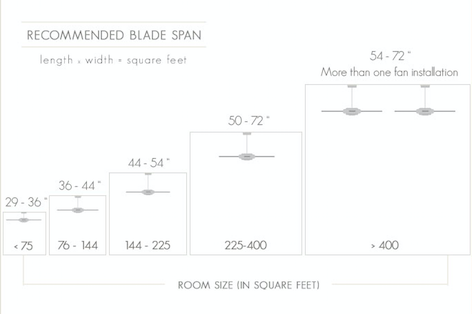 RECOMMENDED BLADE SPAN
length x width = square feet
54 - 72 "
More than one fan installation
50 - 72 "
44 - 54 "
36 - 44 "
29 - 36 "
< 75
76 - 144
144 - 225
225-400
> 400
ROOM SIZE (IN SQUARE FEET)